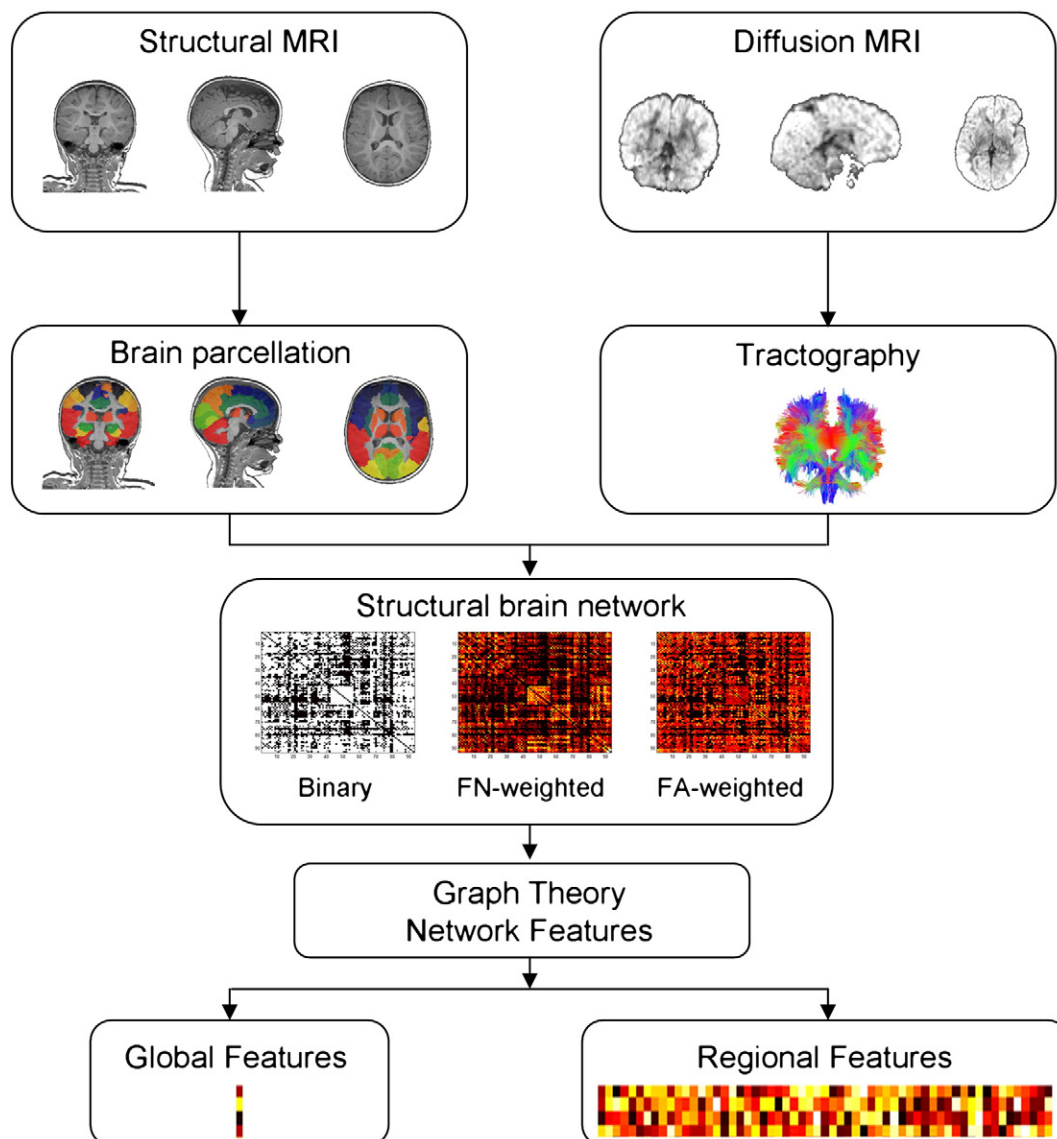 Structural MRI
Diffusion MRI
Brain parcellation
Tractography
Structural brain network
Binary
FN-weighted
FA-weighted
Graph Theory
Network Features
Global Features
Regional Features